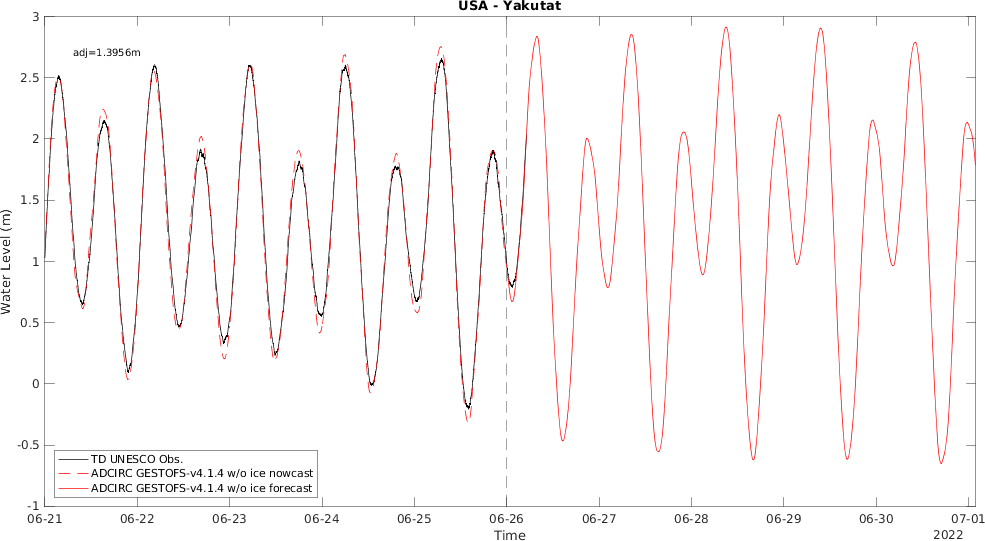 USA - Yakutat
adj=1.3956m
3
2.5
2
1.5
1
0.5
0
-0.5
-1
Water Level (m)
TD UNESCO Obs.
ADCIRC GESTOFS-v4.1.4 w/o ice nowcast
ADCIRC GESTOFS-v4.1.4 w/o ice forecast
06-21 06-22 06-23 06-24 06-25 06-26 06-27 06-28 06-29 06-30 07-01
Time
2022